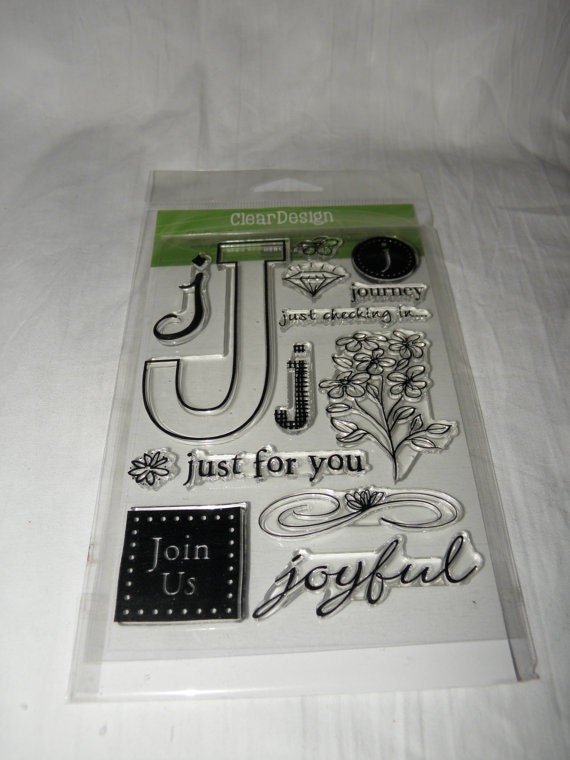 ClearDesign
j
J
j
journey
just checking in...
j
just for you
Join
Us
joyful